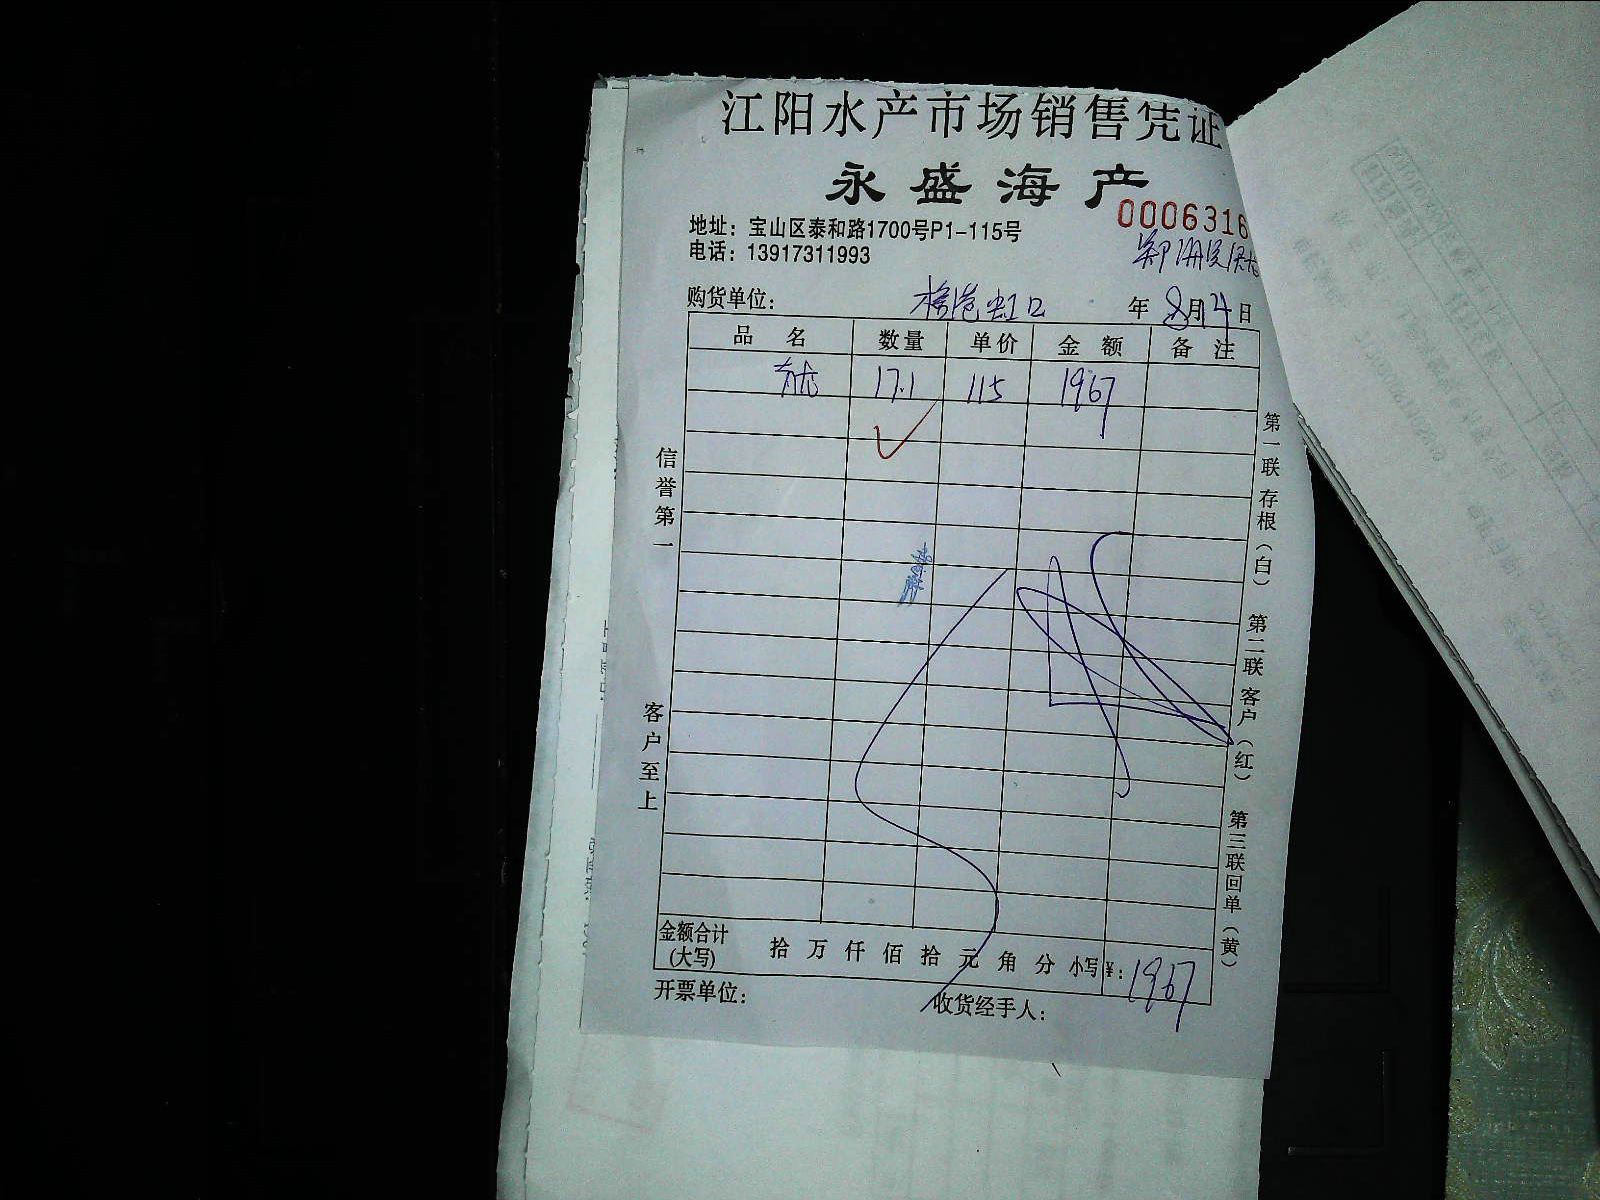 江阳水产市场销售凭证
永盛海产
0006316
地址：宝山区泰和路1700号P1-115号
电话：13917311993
购货单位： 虹口 年 8月14日
品名 数量 单价 金额 备注
17.1 115 1967
信誉第一
客户至上
第一联 存根（白） 第二联 客户（红） 第三联 回单（黄）
金额合计(大写) 拾 万 仟 佰 拾 元 角 分 小写¥：1967
开票单位： 收货经手人：